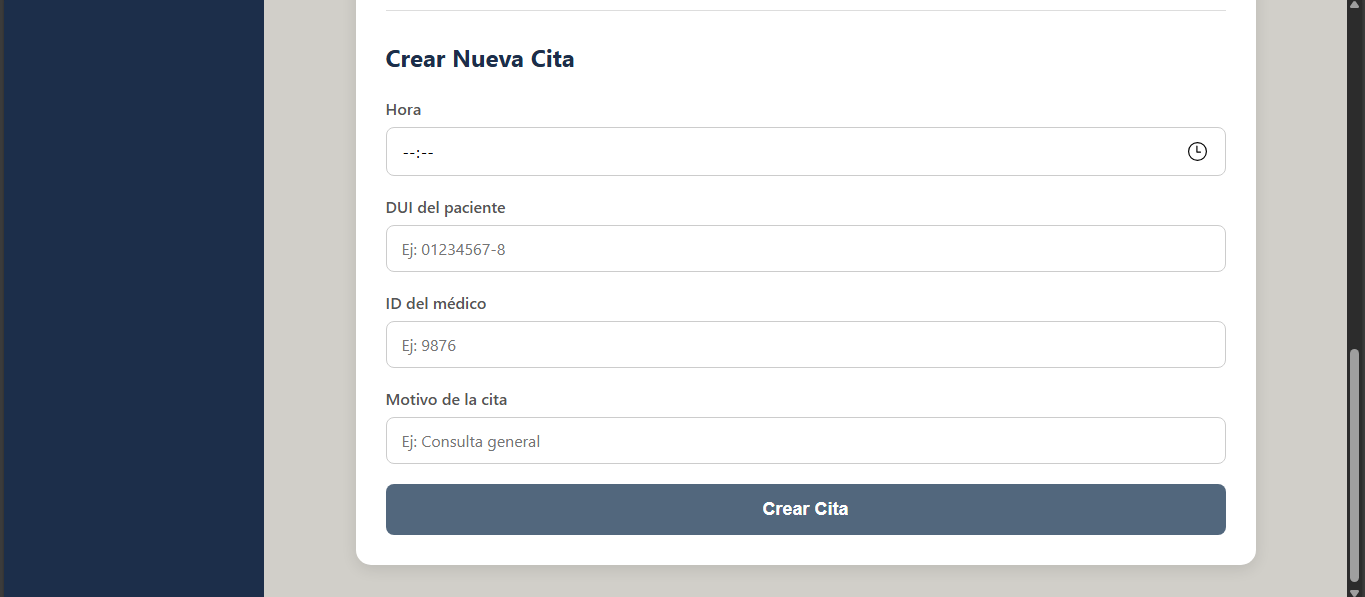 Crear Nueva Cita
Hora
--:--
DUI del paciente
Ej: 01234567-8
ID del médico
Ej: 9876
Motivo de la cita
Ej: Consulta general
Crear Cita